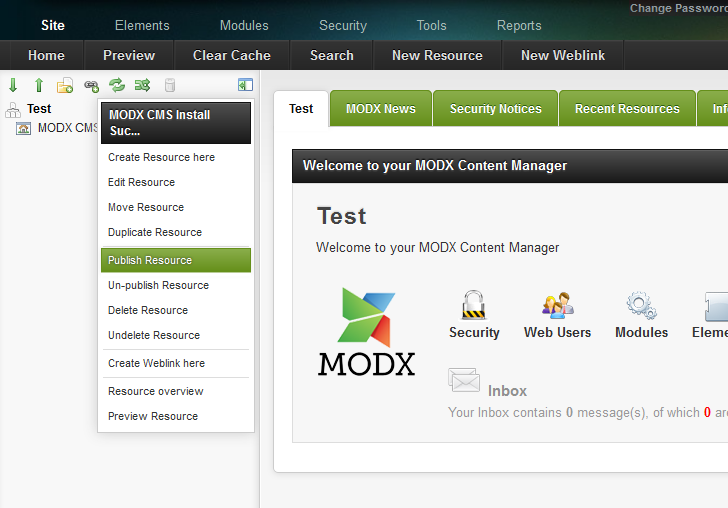 Change Password
Site Elements Modules Security Tools Reports
Home Preview Clear Cache Search New Resource New Weblink
Test
MODX CMS
MODX CMS Install
Suc...
Create Resource here
Edit Resource
Move Resource
Duplicate Resource
Publish Resource
Un-publish Resource
Delete Resource
Undelete Resource
Create Weblink here
Resource overview
Preview Resource
Test MODX News Security Notices Recent Resources Inf
Welcome to your MODX Content Manager
Test
Welcome to your MODX Content Manager
MODX
Security Web Users Modules Eleme
Inbox
Your Inbox contains 0 message(s), of which 0 are